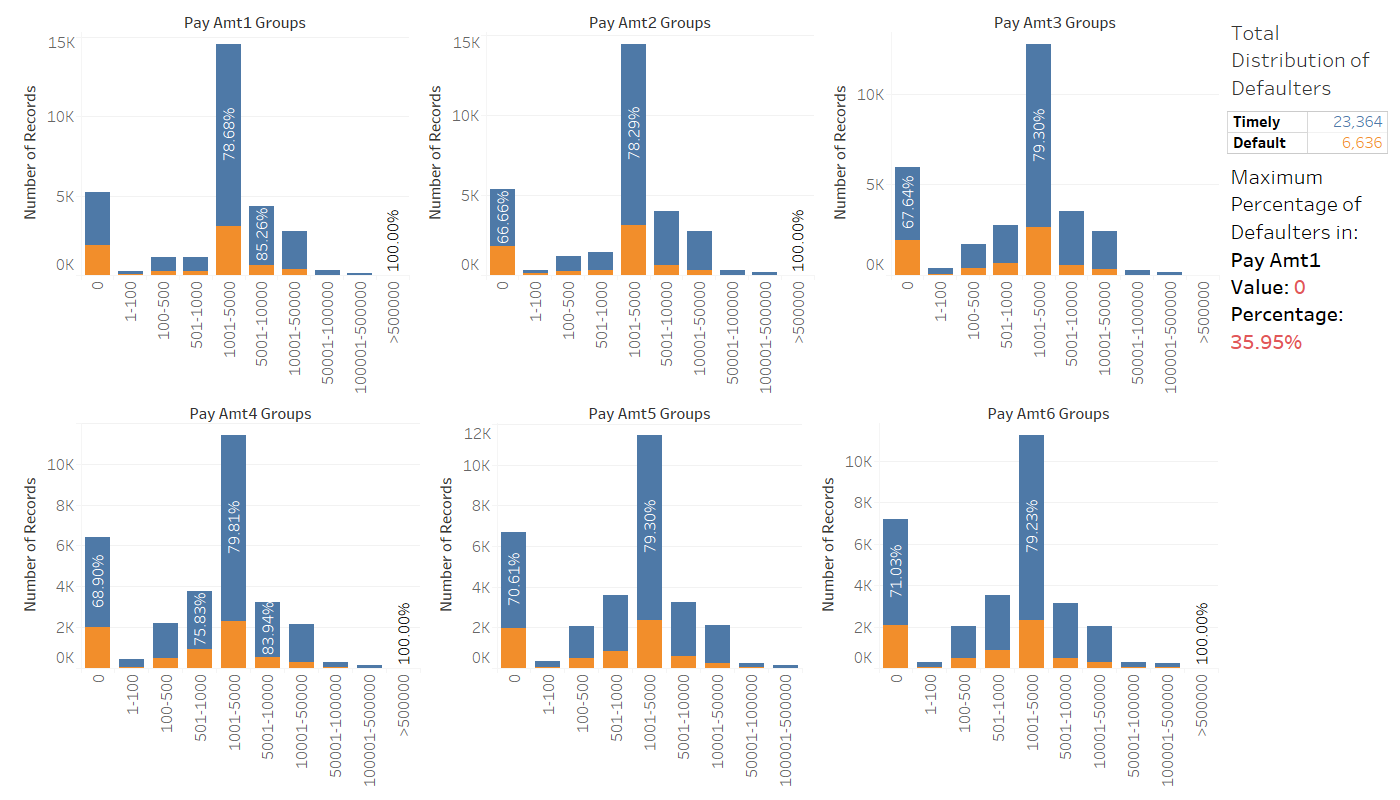 Pay Amt1 Groups
Number of Records
15K
10K
5K
0K
78.68%
85.26%
100.00%
0
1-100
100-500
501-1000
1001-5000
5001-10000
10001-50000
50001-100000
100001-500000
>500000
Pay Amt2 Groups
Number of Records
15K
10K
5K
0K
66.66%
78.29%
100.00%
0
1-100
100-500
501-1000
1001-5000
5001-10000
10001-50000
50001-100000
100001-500000
>500000
Pay Amt3 Groups
Number of Records
10K
5K
0K
67.64%
79.30%
0
1-100
100-500
501-1000
1001-5000
5001-10000
10001-50000
50001-100000
100001-500000
>500000
Total
Distribution of
Defaulters
Timely 23,364
Default 6,636
Maximum
Percentage of
Defaulters in:
Pay Amt1
Value: 0
Percentage:
35.95%
Pay Amt4 Groups
Number of Records
10K
8K
6K
4K
2K
0K
68.90%
75.83%
79.81%
83.94%
100.00%
0
1-100
100-500
501-1000
1001-5000
5001-10000
10001-50000
50001-100000
100001-500000
>500000
Pay Amt5 Groups
Number of Records
12K
10K
8K
6K
4K
2K
0K
70.61%
79.30%
0
1-100
100-500
501-1000
1001-5000
5001-10000
10001-50000
50001-100000
100001-500000
Pay Amt6 Groups
Number of Records
10K
8K
6K
4K
2K
0K
71.03%
79.23%
100.00%
0
1-100
100-500
501-1000
1001-5000
5001-10000
10001-50000
50001-100000
100001-500000
>500000